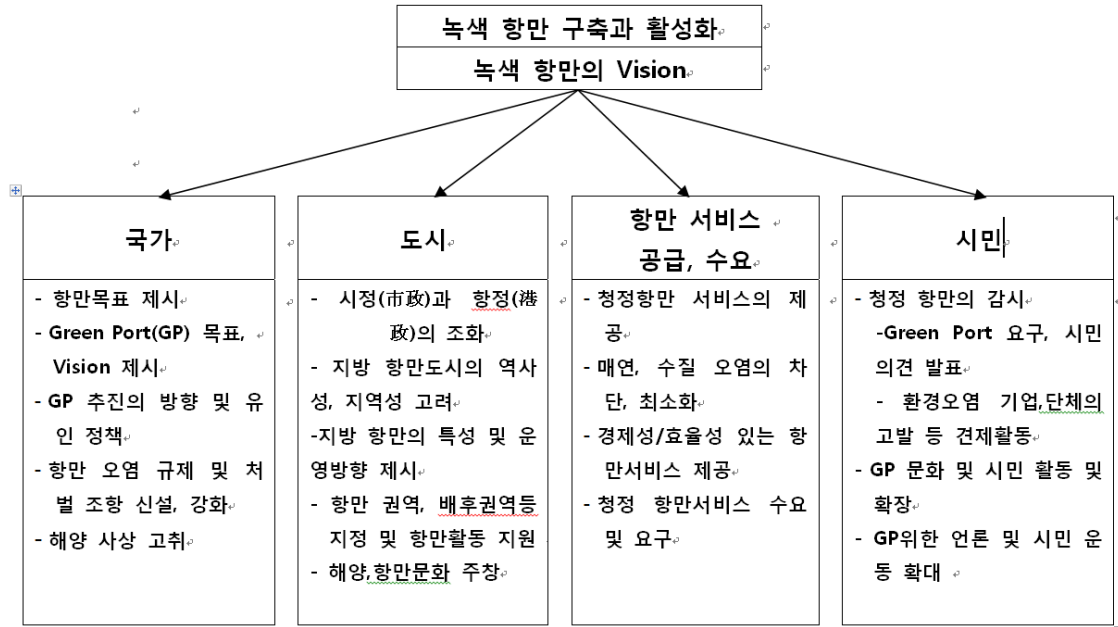 녹색 항만 구축과 활성화
녹색 항만의 Vision
국가
- 항만목표 제시
- Green Port(GP) 목표,
Vision 제시
- GP 추진의 방향 및 유
인 정책
- 항만 오염 규제 및 처
벌 조항 신설, 강화
- 해양 사상 고취
도시
- 시정(市政)과 항정(港
政)의 조화
- 지방 항만도시의 역사
성, 지역성 고려
-지방 항만의 특성 및 운
영방향 제시
- 항만 권역, 배후권역등
지정 및 항만활동 지원
- 해양,항만문화 주창
항만 서비스
공급, 수요
- 청정항만 서비스의 제
공
- 매연, 수질 오염의 차
단, 최소화
- 경제성/효율성 있는 항
만서비스 제공
- 청정 항만서비스 수요
및 요구
시민
- 청정 항만의 감시
-Green Port 요구, 시민
의견 발표
- 환경오염 기업,단체의
고발 등 견제활동
- GP 문화 및 시민 활동 및
확장
- GP위한 언론 및 시민 운
동 확대